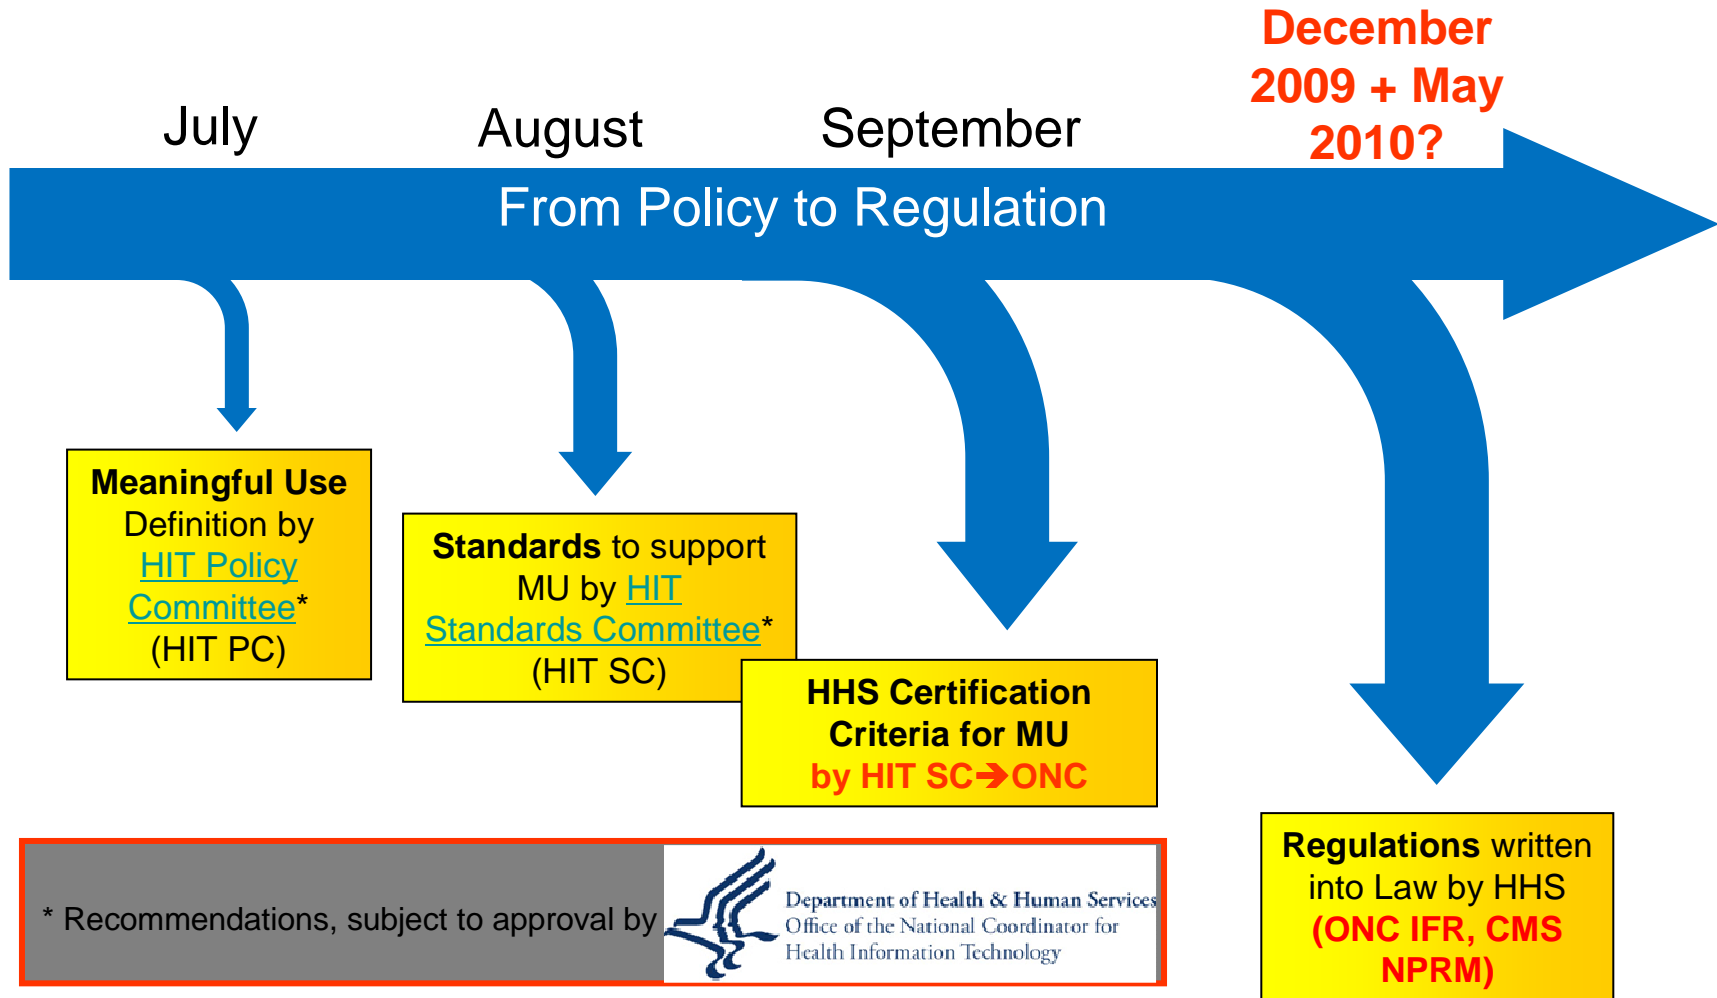 July
August
September
December
2009 + May
2010?
From Policy to Regulation
Meaningful Use
Definition by
HIT Policy
Committee*
(HIT PC)
Standards to support
MU by HIT
Standards Committee*
(HIT SC)
HHS Certification
Criteria for MU
by HIT SC➔ONC
Regulations written
into Law by HHS
(ONC IFR, CMS
NPRM)
* Recommendations, subject to approval by
Department of Health & Human Services
Office of the National Coordinator for
Health Information Technology